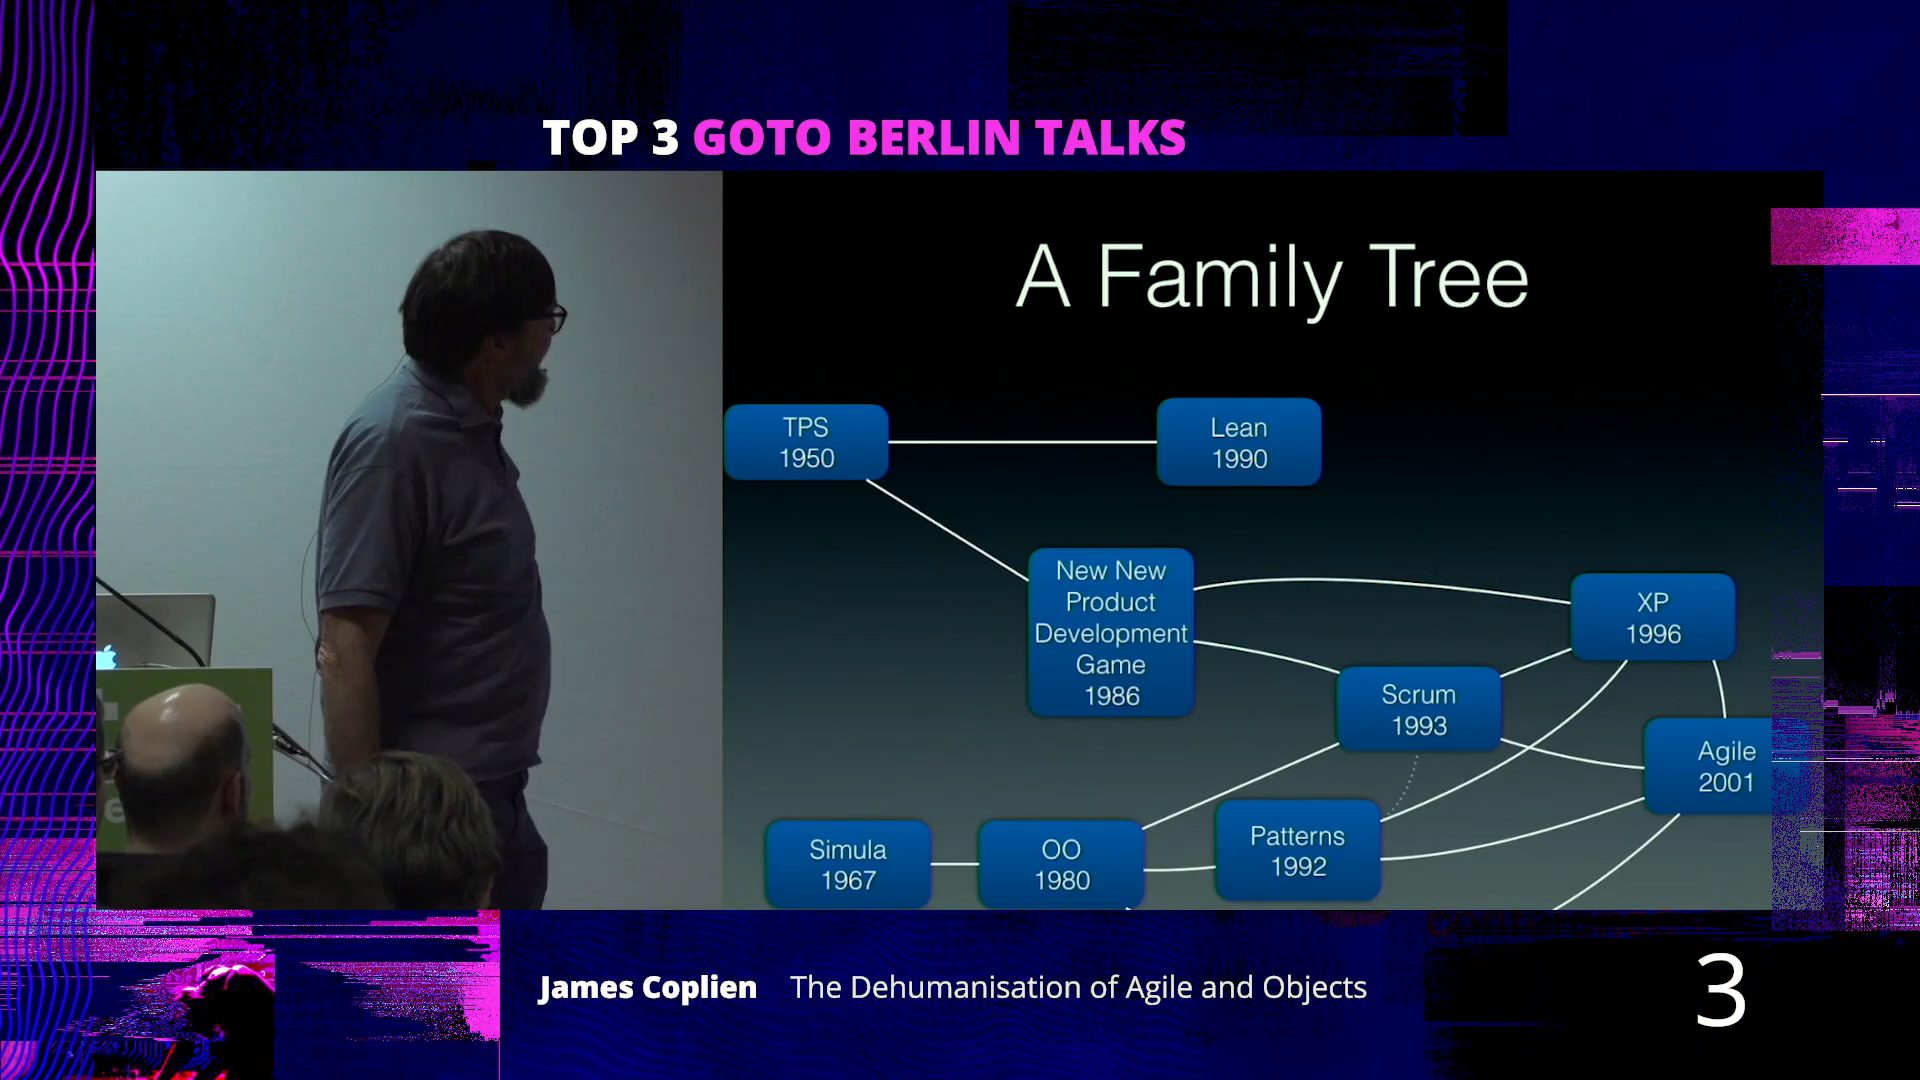 TOP 3 GOTO BERLIN TALKS
A Family Tree
TPS
1950
Lean
1990
New New
Product
Development
Game
1986
XP
1996
Scrum
1993
Agile
2001
Patterns
1992
Simula
1967
OO
1980
James Coplien The Dehumanisation of Agile and Objects
3